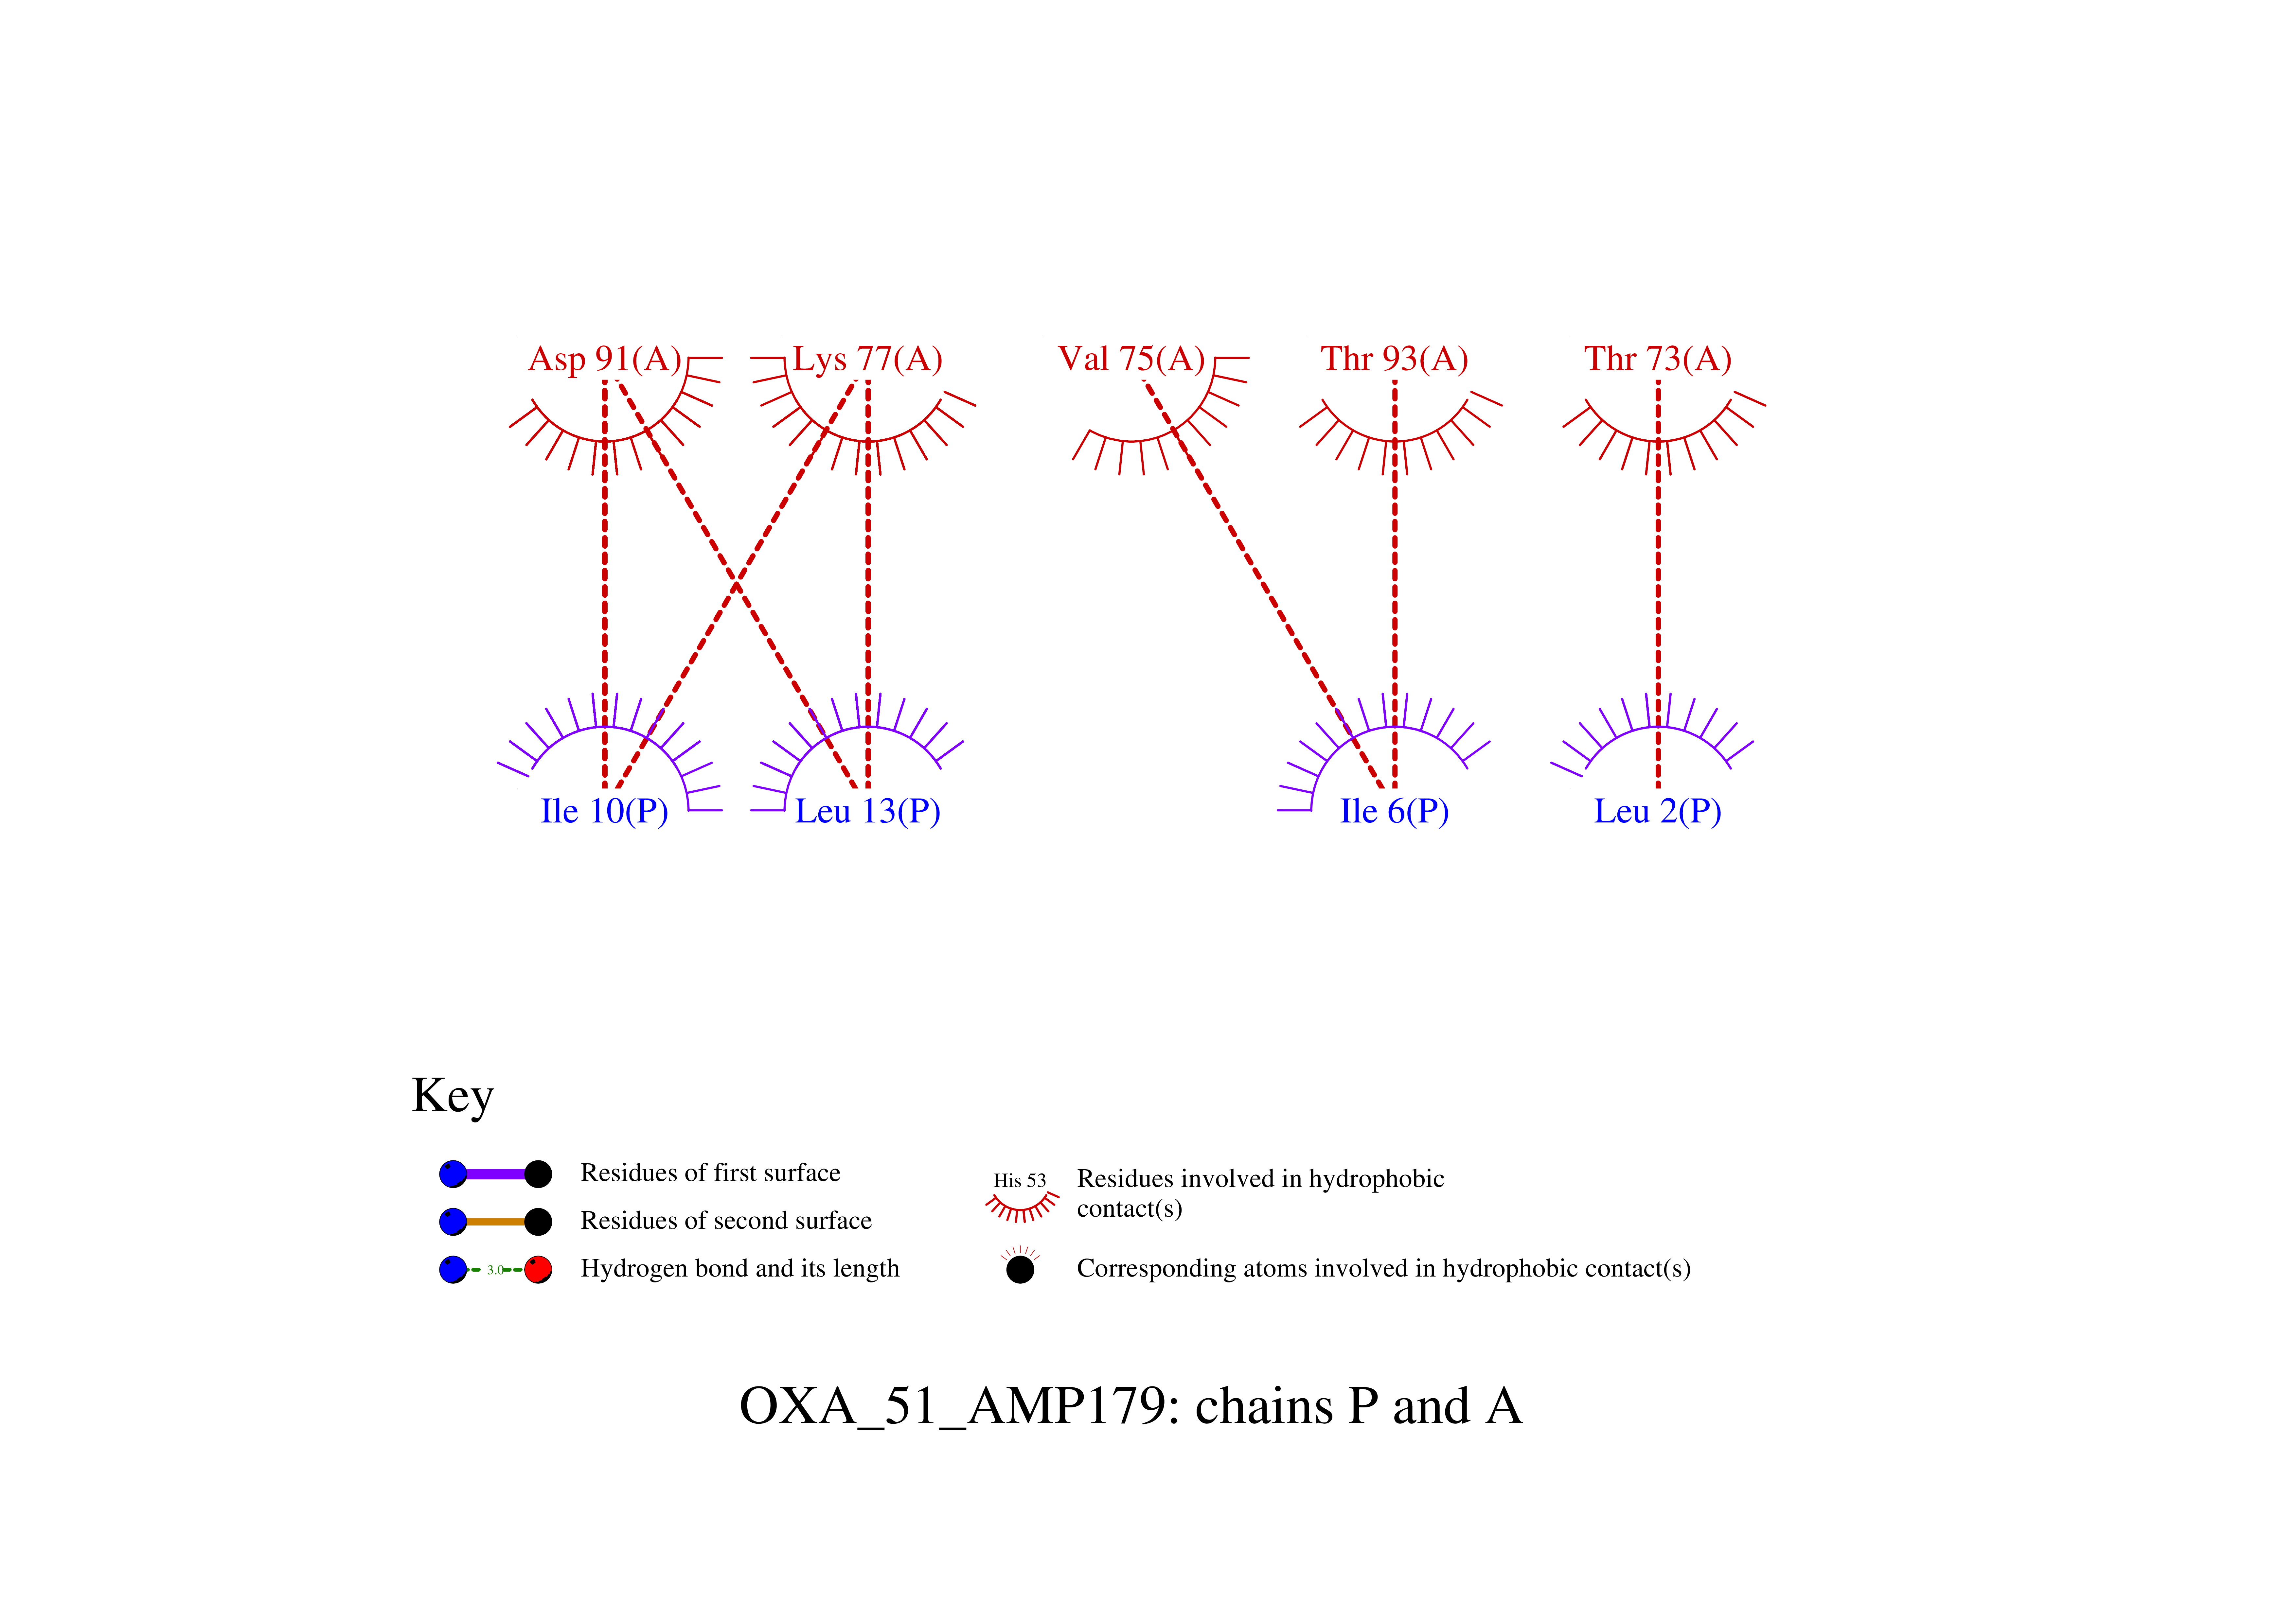 Asp 91(A) Lys 77(A) Val 75(A) Thr 93(A) Thr 73(A)
Ile 10(P) Leu 13(P) Ile 6(P) Leu 2(P)
Key
Residues of first surface
Residues of second surface
3.0 Hydrogen bond and its length
His 53 Residues involved in hydrophobic
contact(s)
Corresponding atoms involved in hydrophobic contact(s)
OXA_51_AMP179: chains P and A